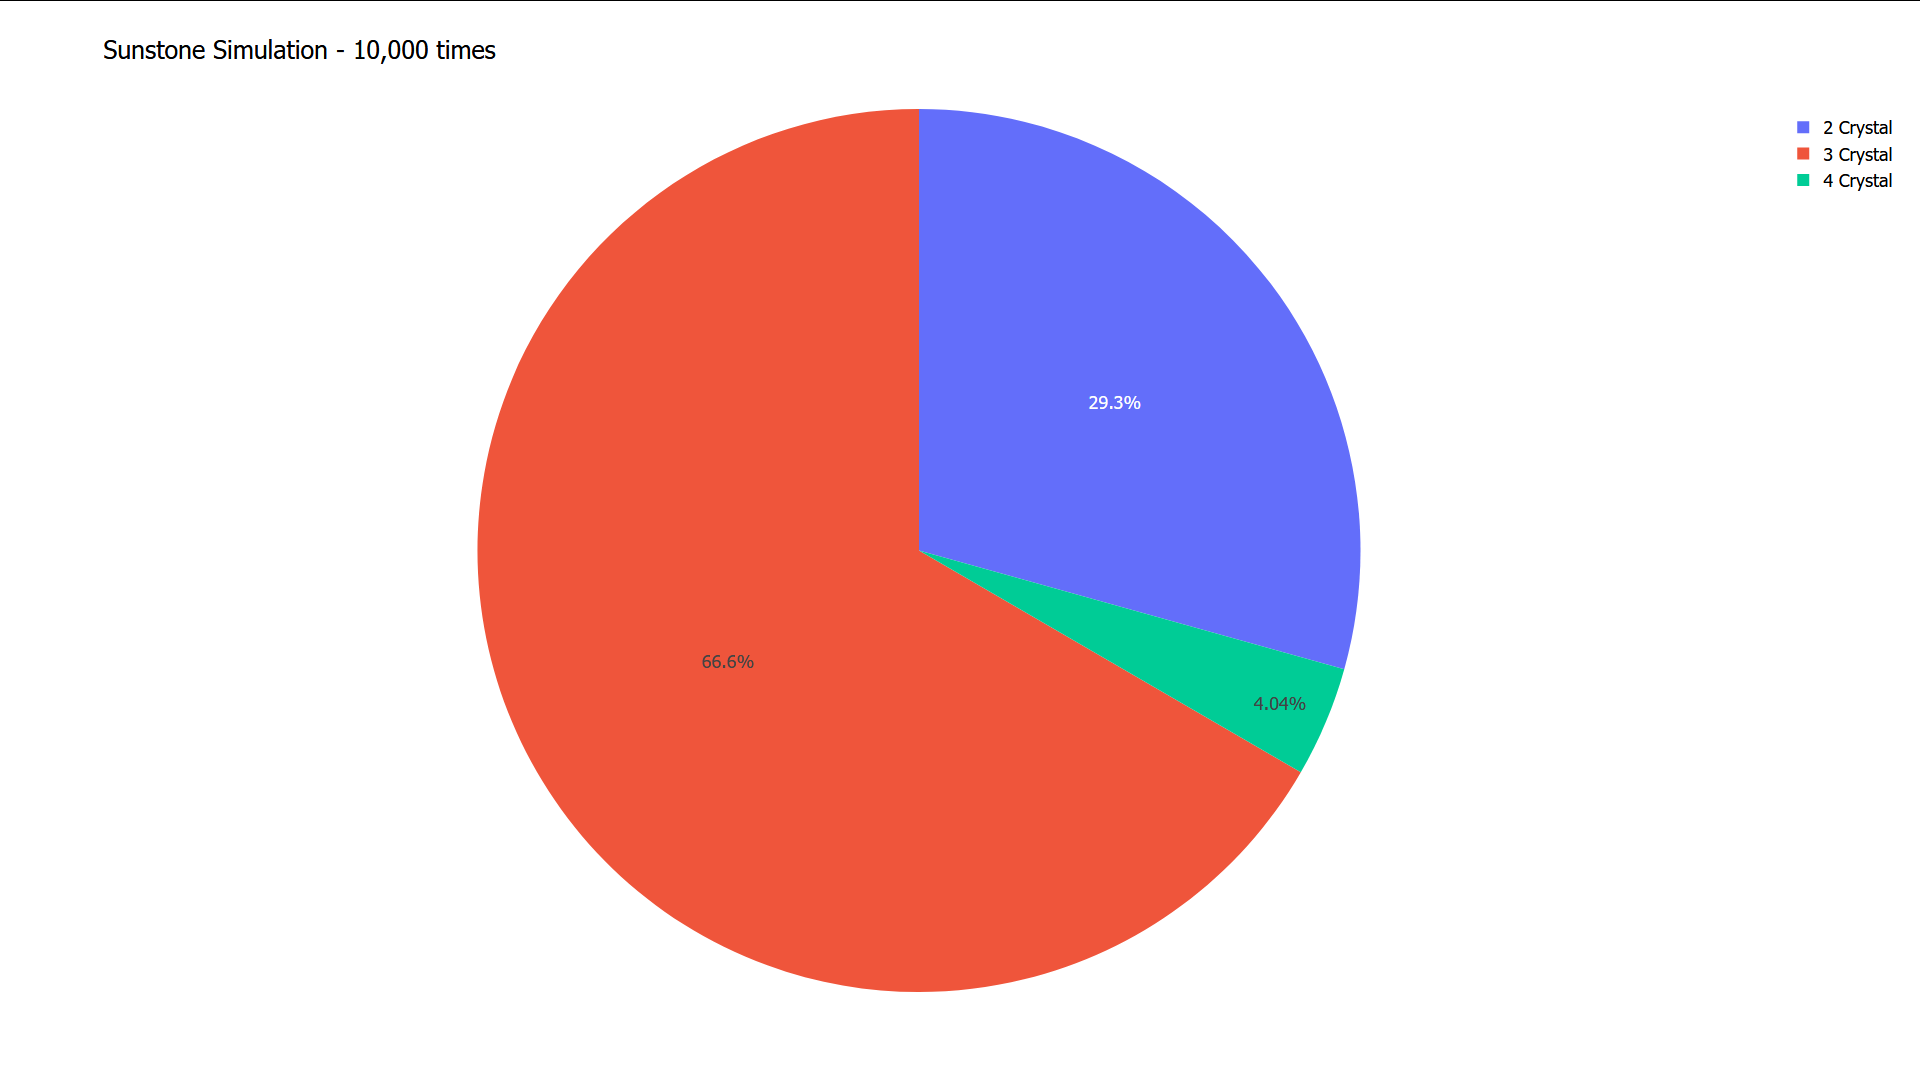 Sunstone Simulation - 10,000 times
2 Crystal
3 Crystal
4 Crystal
29.3%
66.6%
4.04%